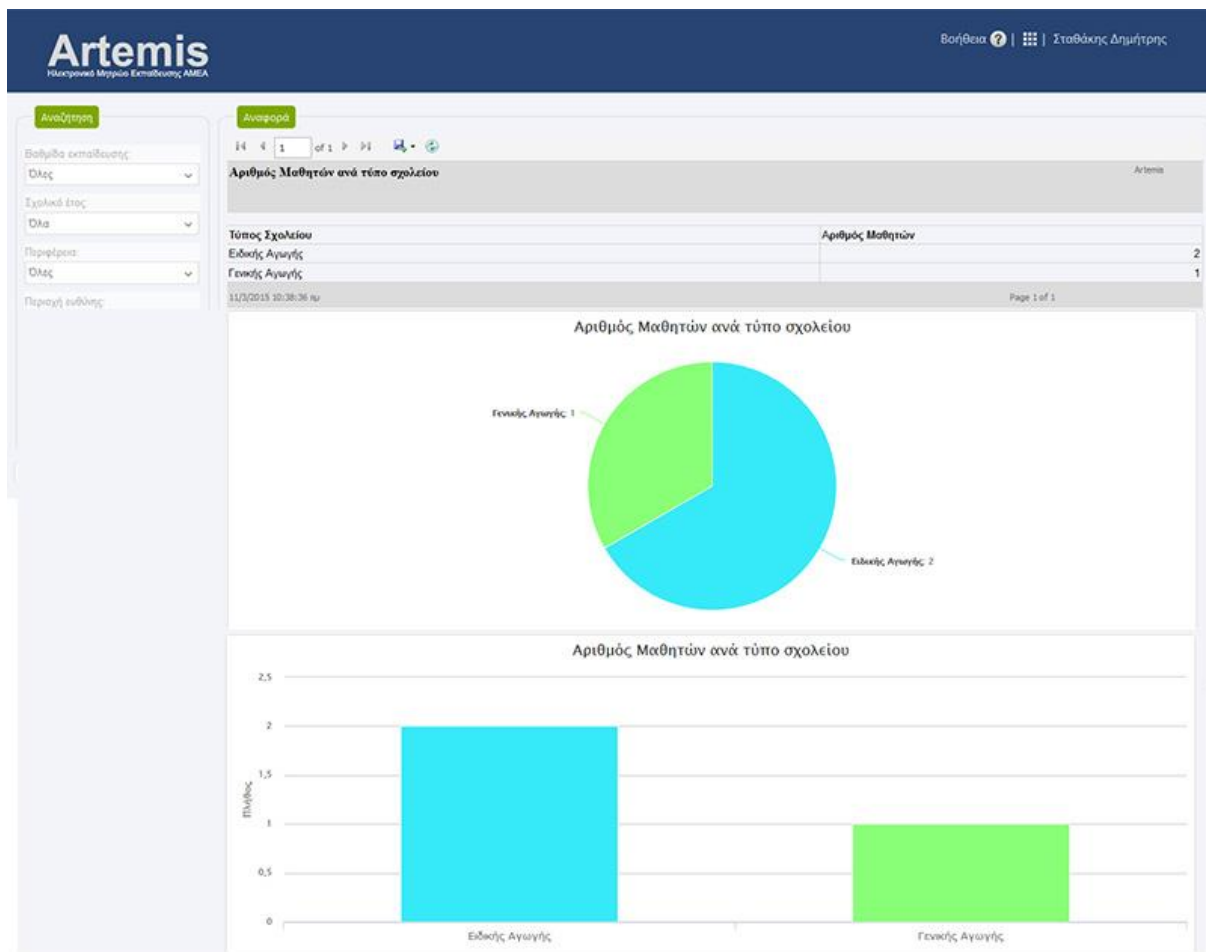 Artemis
Ηλεκτρονικό Μητρώο Εκπαίδευσης ΑΜΕΑ
Βοήθεια ? | | Σταθάκης Δημήτρης
Αναζήτηση
Βαθμίδα εκπαίδευσης:
Όλες
Σχολικό έτος:
Όλα
Περιφέρεια:
Όλες
Περιοχή ευθύνης:
Αναφορά
1 of 1
Αριθμός Μαθητών ανά τύπο σχολείου
Artemis
Τύπος Σχολείου Αριθμός Μαθητών
Ειδικής Αγωγής 2
Γενικής Αγωγής 1
11/3/2015 10:38:36 πμ Page 1 of 1
Αριθμός Μαθητών ανά τύπο σχολείου
Γενικής Αγωγής: 1
Ειδικής Αγωγής: 2
Αριθμός Μαθητών ανά τύπο σχολείου
2,5
2
1,5
1
0,5
0
Πλήθος
Ειδικής Αγωγής Γενικής Αγωγής